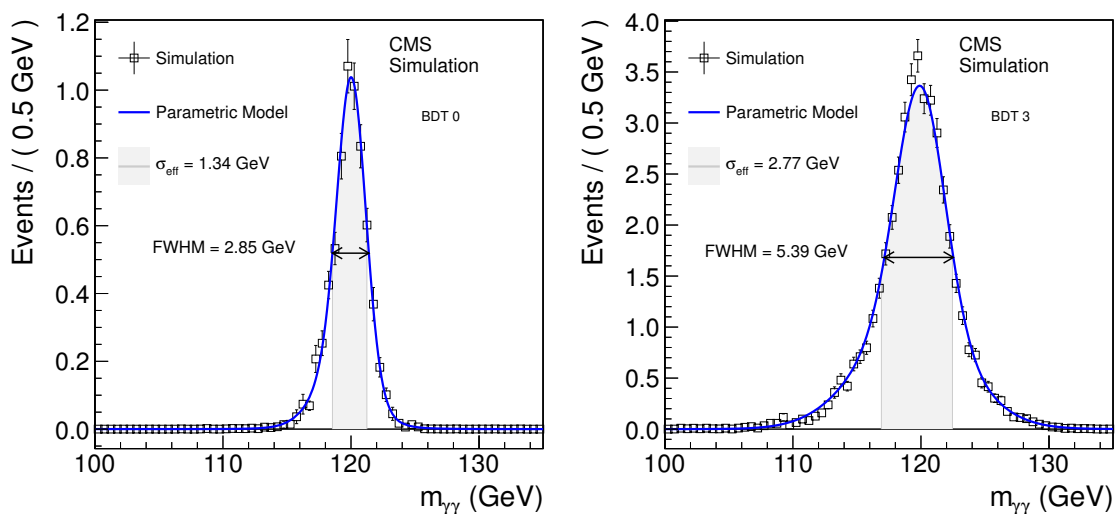 Events / ( 0.5 GeV )
1.2
1.0
0.8
0.6
0.4
0.2
0.0
Simulation
Parametric Model
σeff = 1.34 GeV
CMS
Simulation
BDT 0
FWHM = 2.85 GeV
100
110
120
130
mγγ (GeV)
Events / ( 0.5 GeV )
4.0
3.5
3.0
2.5
2.0
1.5
1.0
0.5
0.0
Simulation
Parametric Model
σeff = 2.77 GeV
CMS
Simulation
BDT 3
FWHM = 5.39 GeV
100
110
120
130
mγγ (GeV)